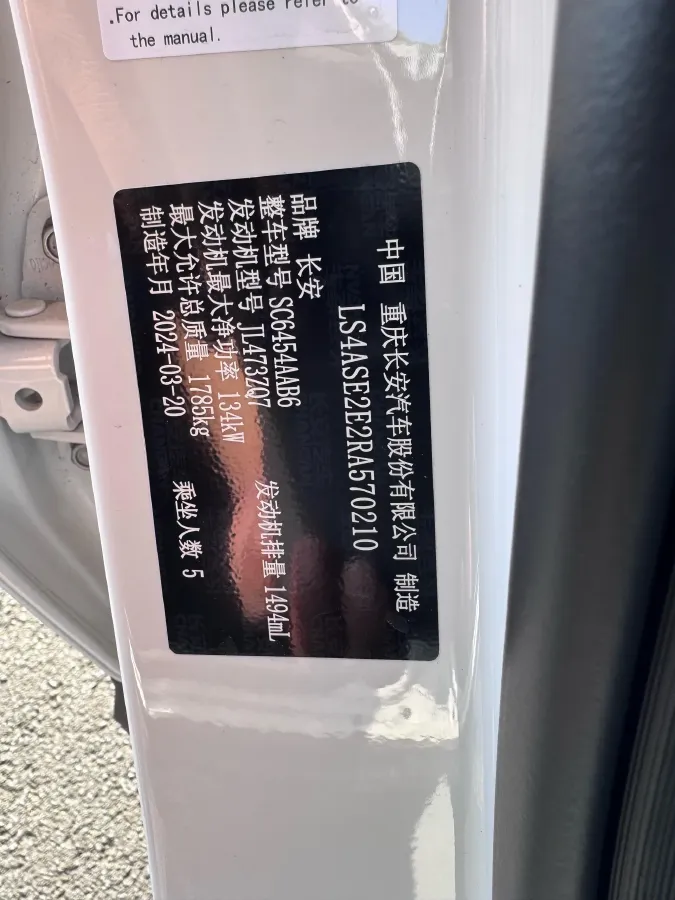 .For details please refer to
the manual.
中国 重庆长安汽车股份有限公司 制造
LS4ASE2E2RA570210
品牌 长安
整车型号 SC6454AAB6
发动机型号 JL473ZQ7 发动机排量 1494mL
发动机最大净功率 134kW
最大允许总质量 1785kg 乘坐人数 5
制造年月 2024-03-20